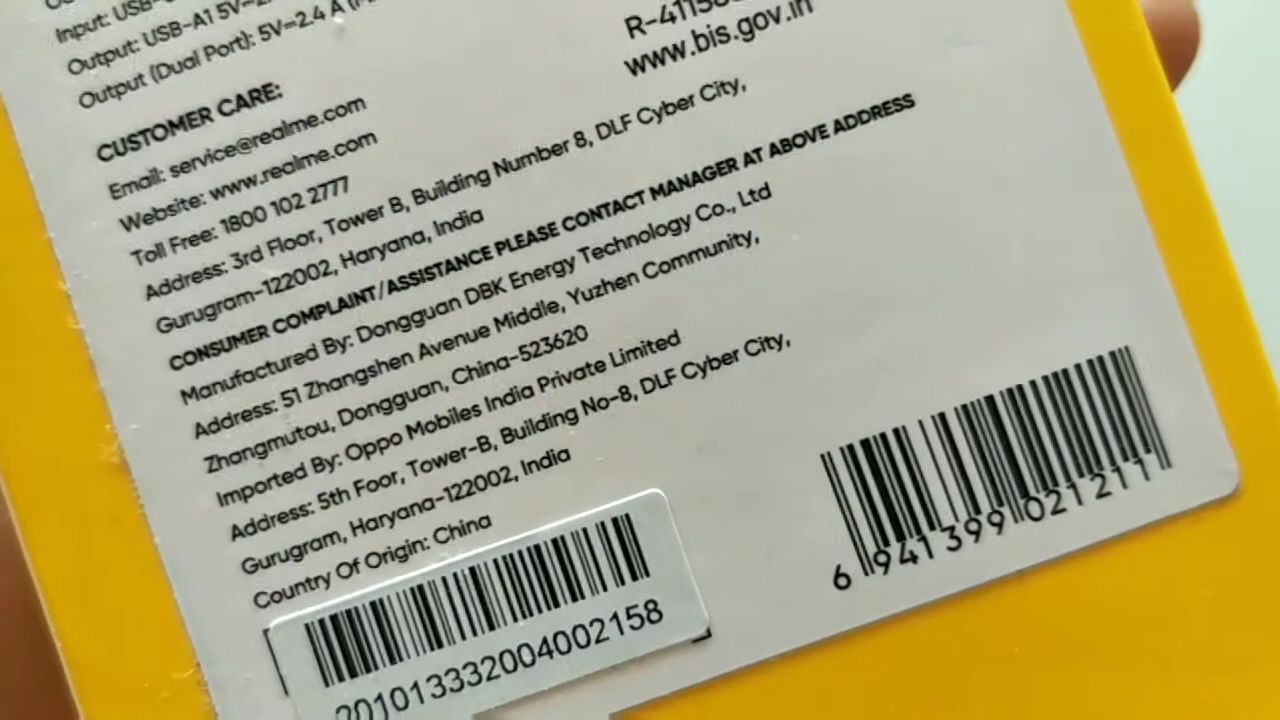 Input: USB-
Output: USB-A1 5V=2.
Output (Dual Port): 5V=2.4 A
R-4115
www.bis.gov.in
CUSTOMER CARE:
Email: service@realme.com
Website: www.realme.com
Toll Free: 1800 102 2777
Address: 3rd Floor, Tower B, Building Number 8, DLF Cyber City,
Gurugram-122002, Haryana, India
CONSUMER COMPLAINT/ASSISTANCE PLEASE CONTACT MANAGER AT ABOVE ADDRESS
Manufactured By: Dongguan DBK Energy Technology Co., Ltd
Address: 51 Zhangshen Avenue Middle, Yuzhen Community,
Zhangmutou, Dongguan, China-523620
Imported By: Oppo Mobiles India Private Limited
Address: 5th Foor, Tower-B, Building No-8, DLF Cyber City,
Gurugram, Haryana-122002, India
Country Of Origin: China
201013332004002158
6 941399 021211